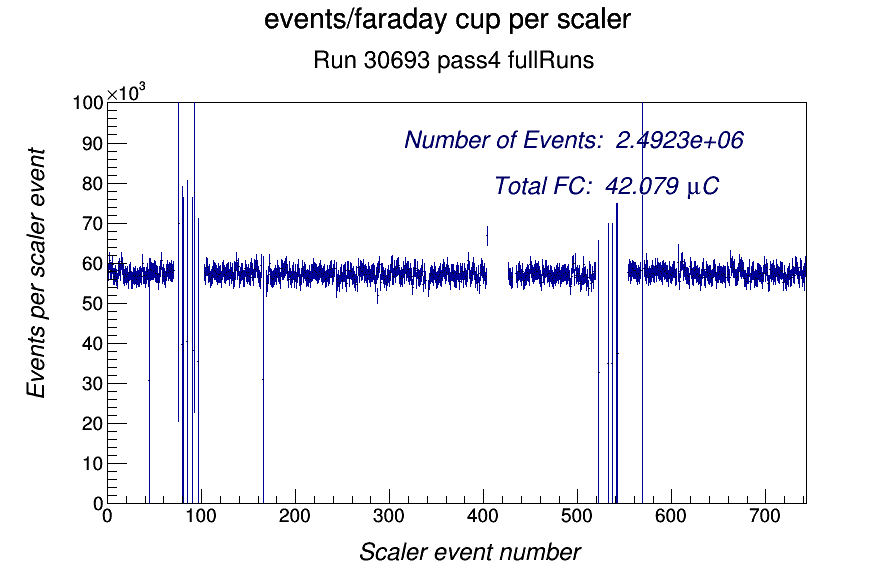 events/faraday cup per scaler
Run 30693 pass4 fullRuns
×10³
100
90
80
70
60
50
40
30
20
10
0
Events per scaler event
Number of Events: 2.4923e+06
Total FC: 42.079 μC
0 100 200 300 400 500 600 700
Scaler event number